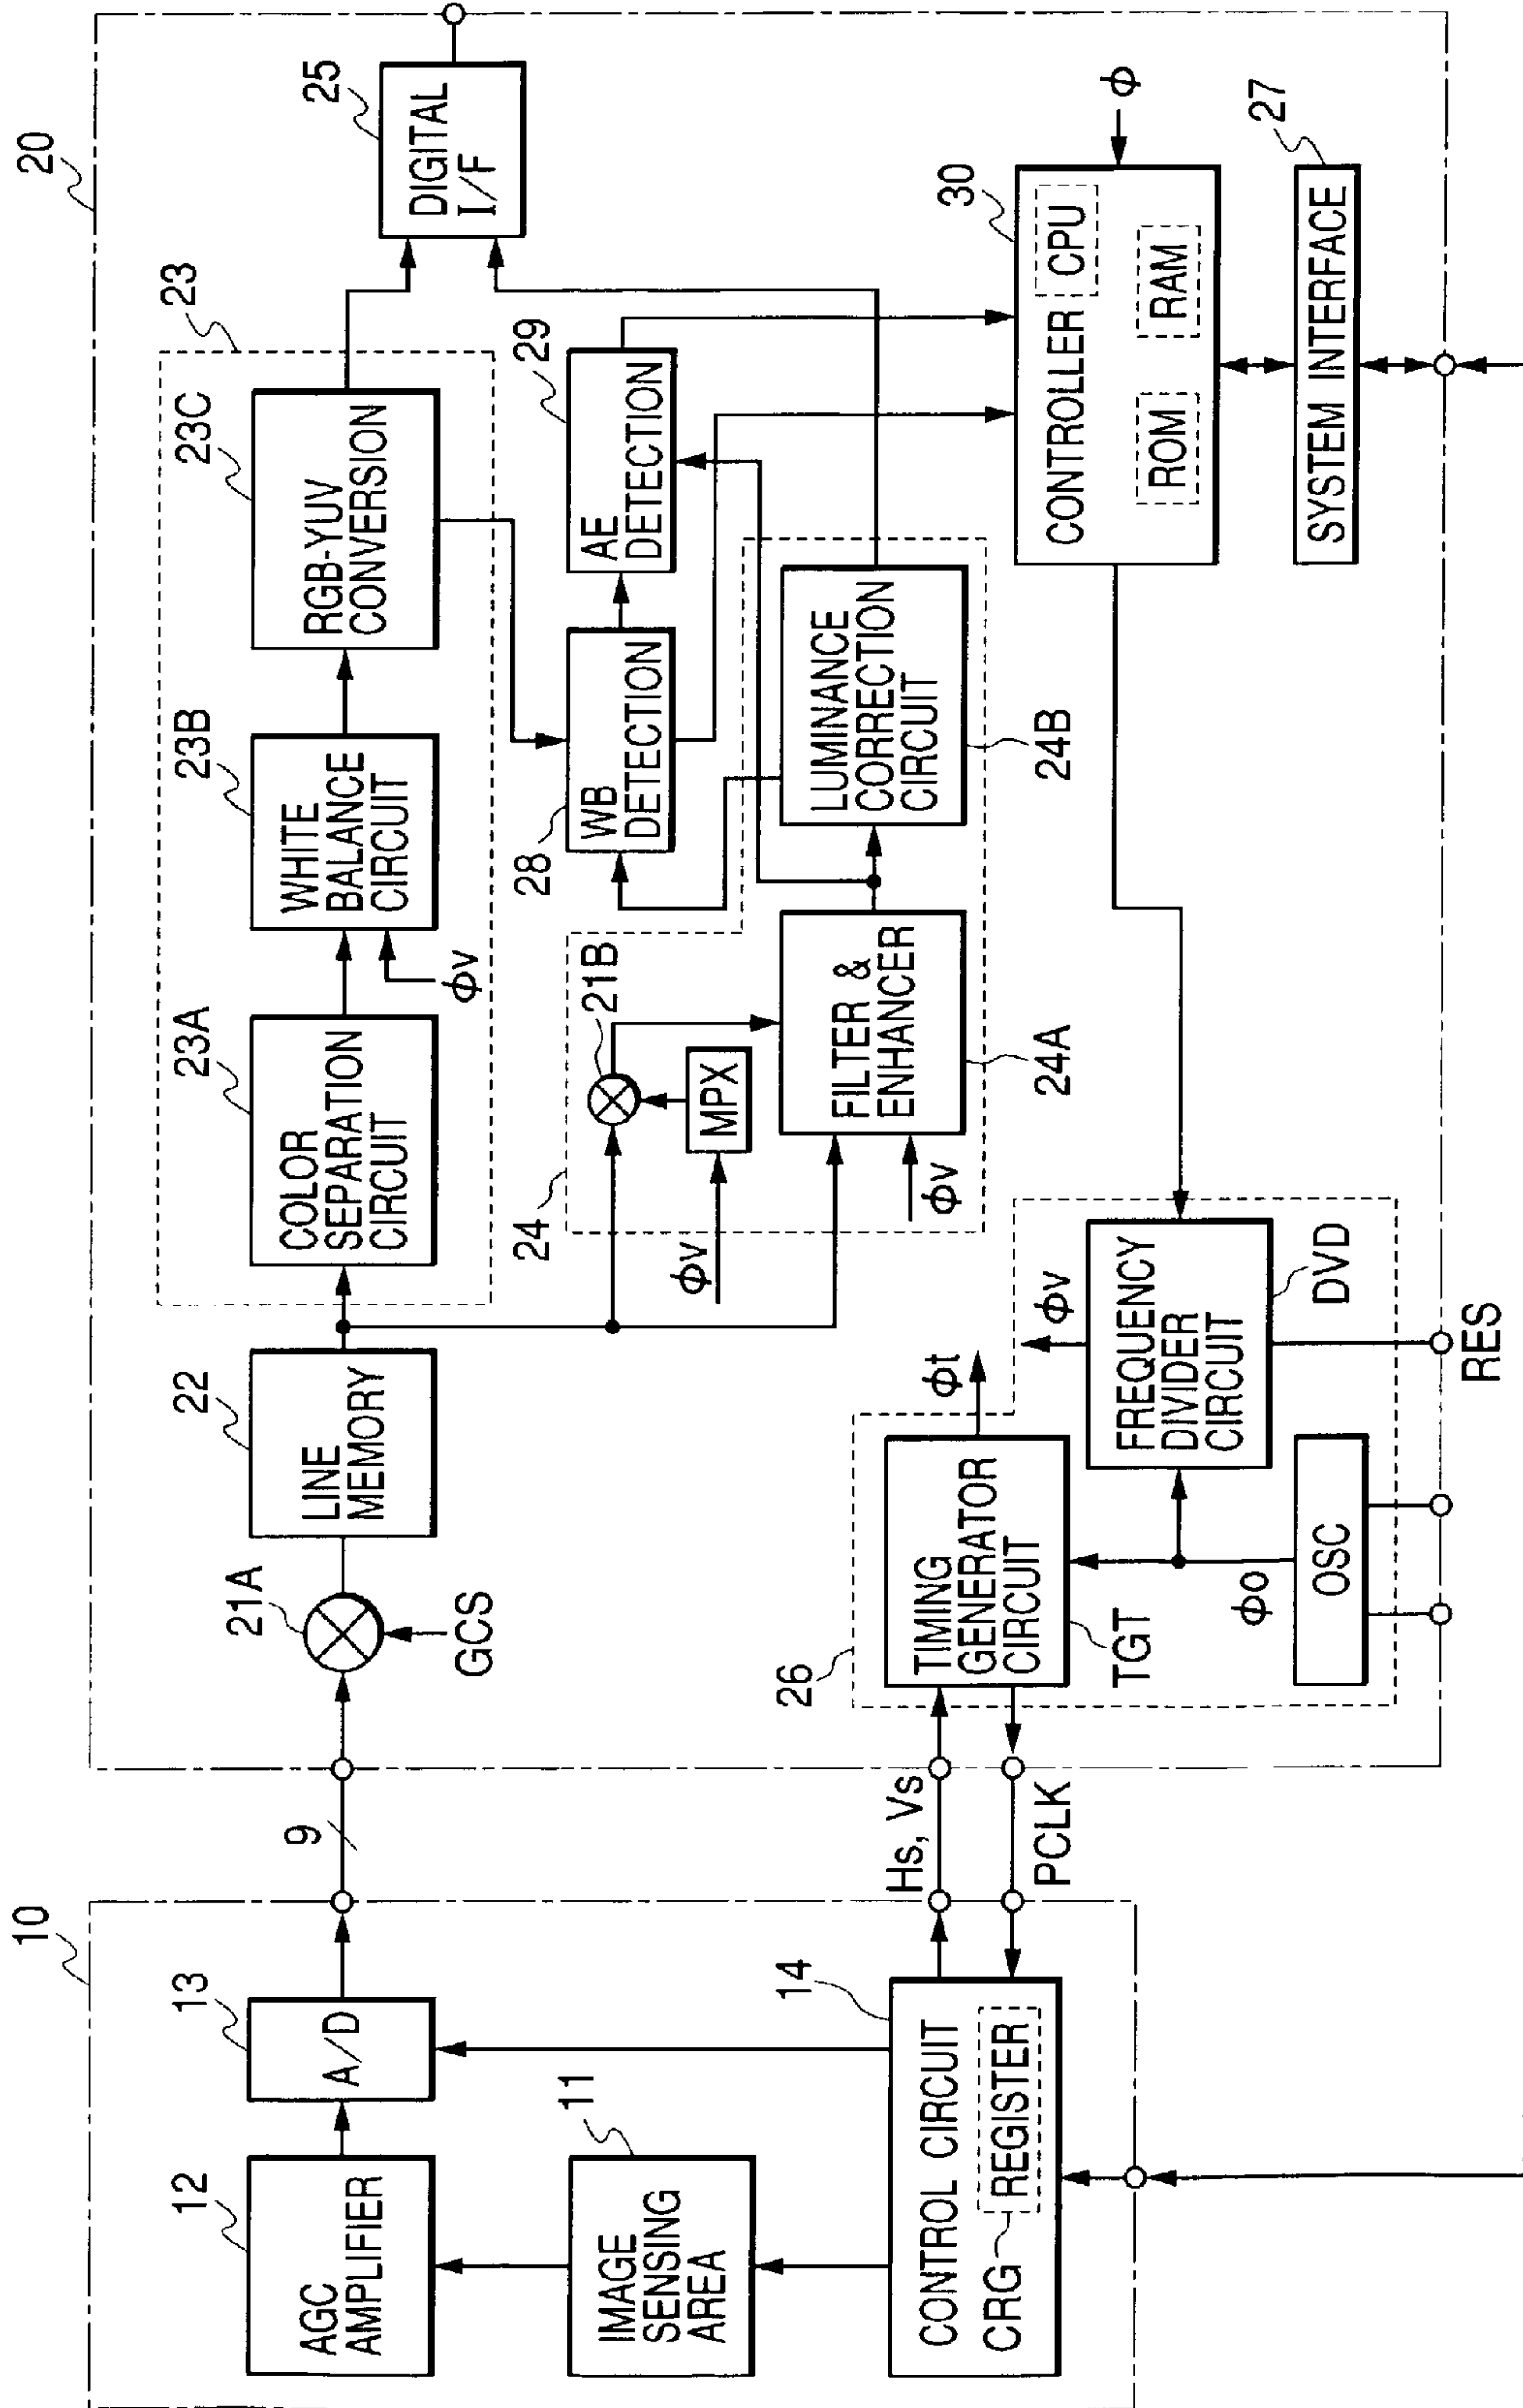 10
12
AGC
AMPLIFIER
13
A/D
11
IMAGE
SENSING
AREA
14
CONTROL CIRCUIT
CRG
REGISTER
9
Hs, Vs
PCLK
20
21A
GCS
22
LINE
MEMORY
23
23A
COLOR
SEPARATION
CIRCUIT
23B
WHITE
BALANCE
CIRCUIT
ϕv
23C
RGB-YUV
CONVERSION
25
DIGITAL
I/F
24
21B
MPX
ϕv
FILTER &
ENHANCER
24A
ϕv
28
WB
DETECTION
29
AE
DETECTION
LUMINANCE
CORRECTION
CIRCUIT
24B
26
TIMING
GENERATOR
CIRCUIT
TGT
ϕt
ϕv
FREQUENCY
DIVIDER
CIRCUIT
DVD
ϕo
OSC
RES
30
CONTROLLER
CPU
ROM
RAM
ϕ
27
SYSTEM INTERFACE